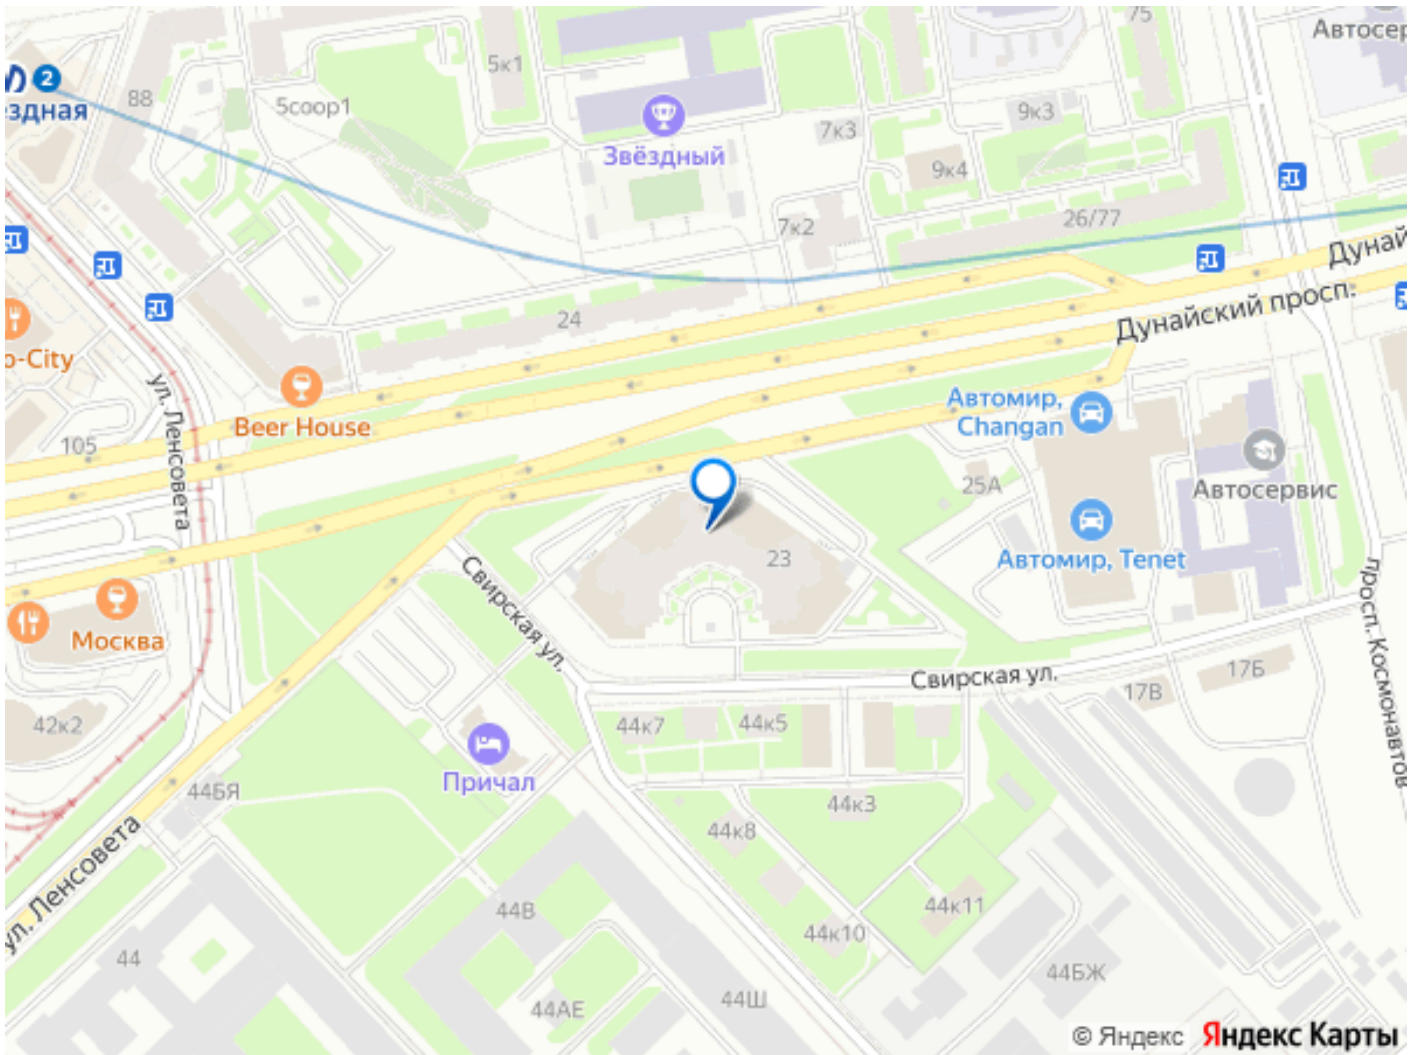 75
Автосер
5к1
2
здная
88
5соор1
Звёздный
7к3
9к3
9к4
7к2
26/77
Дунай
Дунайский просп.
24
о-City
ул. Ленсовета
Beer House
105
Автомир,
Changan
25А
Автосервис
23
Автомир, Tenet
Свирская ул.
Москва
просп. Космонавтов
Свирская ул.
17Б
17В
42к2
44к7
44к5
Причал
44БЯ
44к3
44к8
ул. Ленсовета
44В
44к11
44к10
44
44БЖ
44АЕ
44Ш
© Яндекс Яндекс Карты